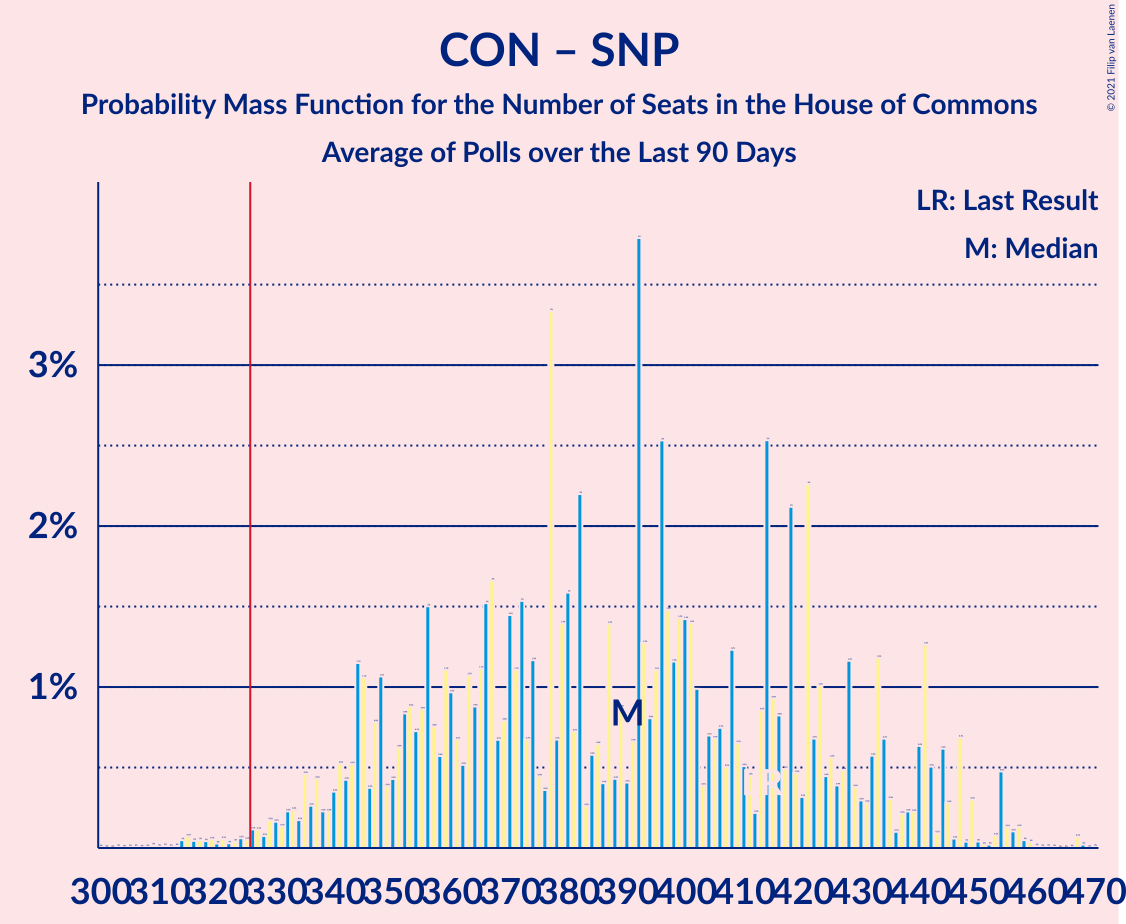 CON – SNP
Probability Mass Function for the Number of Seats in the House of Commons
Average of Polls over the Last 90 Days
© 2021 Filip van Laenen
LR: Last Result
M: Median
3%
2%
1%
M
LR
300 310 320 330 340 350 360 370 380 390 400 410 420 430 440 450 460 470